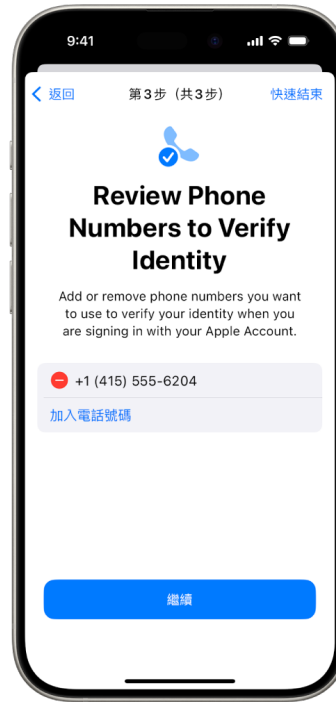 9:41
返回 第3步（共3步） 快速結束
Review Phone
Numbers to Verify
Identity
Add or remove phone numbers you want
to use to verify your identity when you
are signing in with your Apple Account.
+1 (415) 555-6204
加入電話號碼
繼續